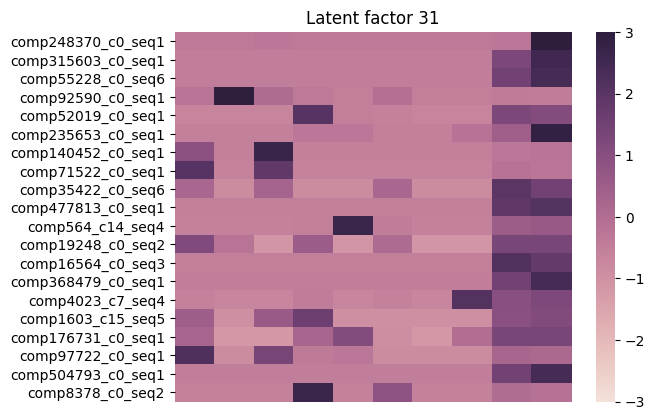 Latent factor 31
comp248370_c0_seq1
comp315603_c0_seq1
comp55228_c0_seq6
comp92590_c0_seq1
comp52019_c0_seq1
comp235653_c0_seq1
comp140452_c0_seq1
comp71522_c0_seq1
comp35422_c0_seq6
comp477813_c0_seq1
comp564_c14_seq4
comp19248_c0_seq2
comp16564_c0_seq3
comp368479_c0_seq1
comp4023_c7_seq4
comp1603_c15_seq5
comp176731_c0_seq1
comp97722_c0_seq1
comp504793_c0_seq1
comp8378_c0_seq2
3
2
1
0
−1
−2
−3